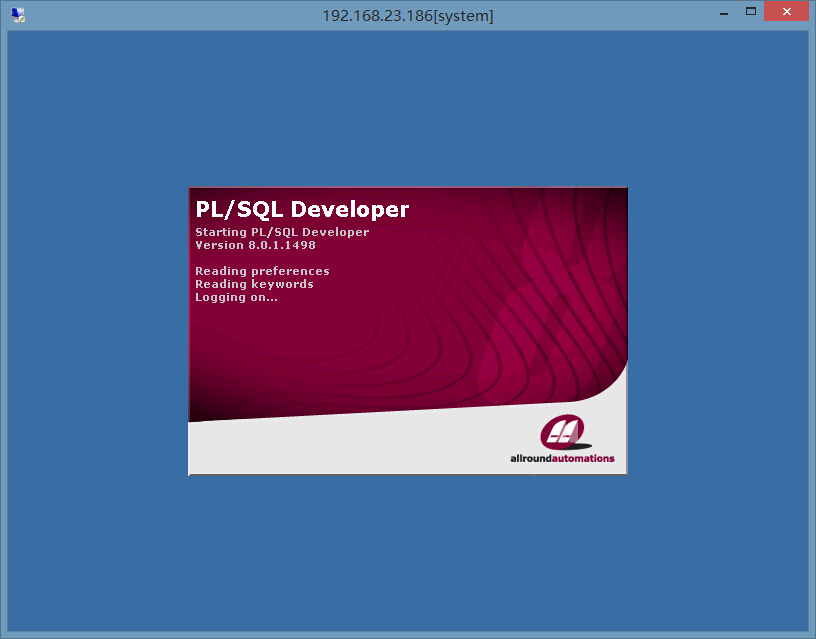 192.168.23.186[system]
PL/SQL Developer
Starting PL/SQL Developer
Version 8.0.1.1498
Reading preferences
Reading keywords
Logging on...
allroundautomations